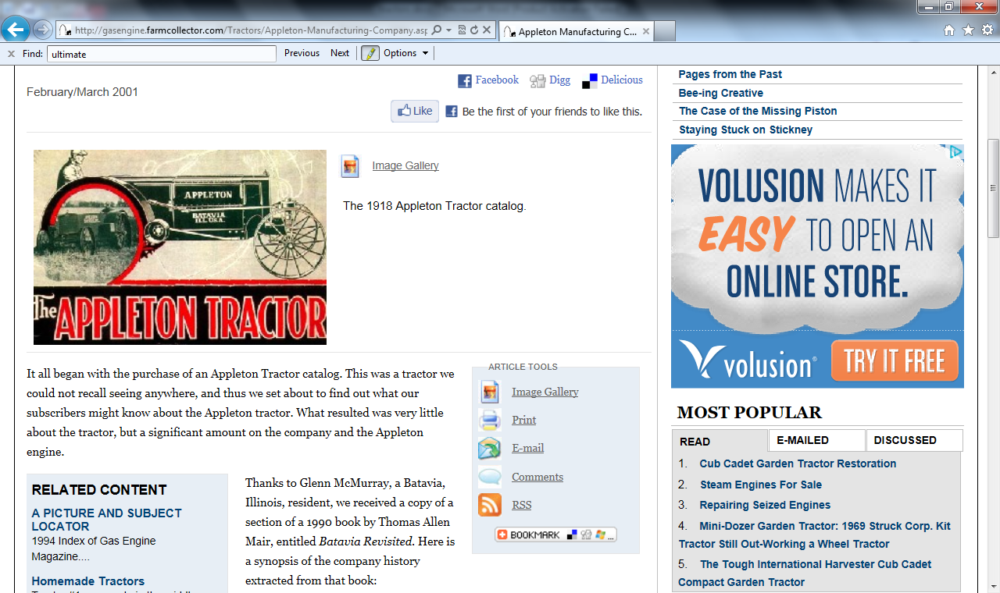 http://gasengine.farmcollector.com/Tractors/Appleton-Manufacturing-Company.asp
Appleton Manufacturing C...
Find: ultimate Previous Next Options
Facebook Digg Delicious
February/March 2001
Like Be the first of your friends to like this.
Image Gallery
The 1918 Appleton Tractor catalog.
APPLETON
BATAVIA
ILL. U.S.A.
The APPLETON TRACTOR
It all began with the purchase of an Appleton Tractor catalog. This was a tractor we
could not recall seeing anywhere, and thus we set about to find out what our
subscribers might know about the Appleton tractor. What resulted was very little
about the tractor, but a significant amount on the company and the Appleton
engine.
ARTICLE TOOLS
Image Gallery
Print
E-mail
Comments
RSS
BOOKMARK ...
RELATED CONTENT
A PICTURE AND SUBJECT
LOCATOR
1994 Index of Gas Engine
Magazine....
Homemade Tractors
Thanks to Glenn McMurray, a Batavia,
Illinois, resident, we received a copy of a
section of a 1990 book by Thomas Allen
Mair, entitled Batavia Revisited. Here is
a synopsis of the company history
extracted from that book:
Pages from the Past
Bee-ing Creative
The Case of the Missing Piston
Staying Stuck on Stickney
VOLUSION MAKES IT
EASY TO OPEN AN
ONLINE STORE.
volusion® TRY IT FREE
MOST POPULAR
READ E-MAILED DISCUSSED
1. Cub Cadet Garden Tractor Restoration
2. Steam Engines For Sale
3. Repairing Seized Engines
4. Mini-Dozer Garden Tractor: 1969 Struck Corp. Kit
Tractor Still Out-Working a Wheel Tractor
5. The Tough International Harvester Cub Cadet
Compact Garden Tractor